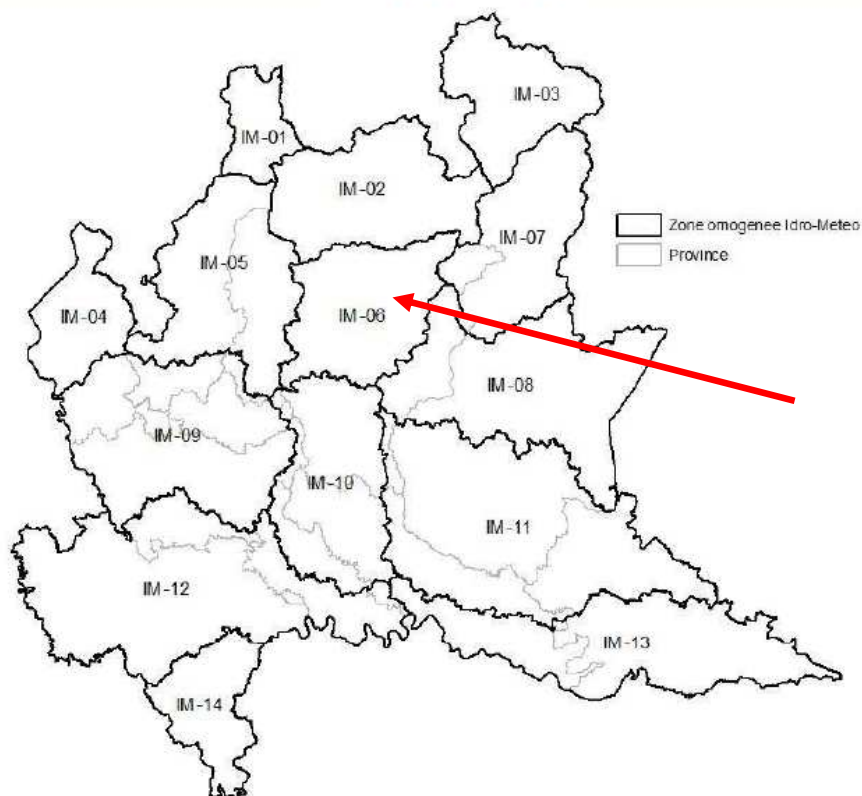 IM-03
IM-01
IM-02
Zone omogenee Idro-Meteo
IM-07
Province
IM-05
IM-04
IM-06
IM-08
IM-09
IM-10
IM-11
IM-12
IM-13
IM-14